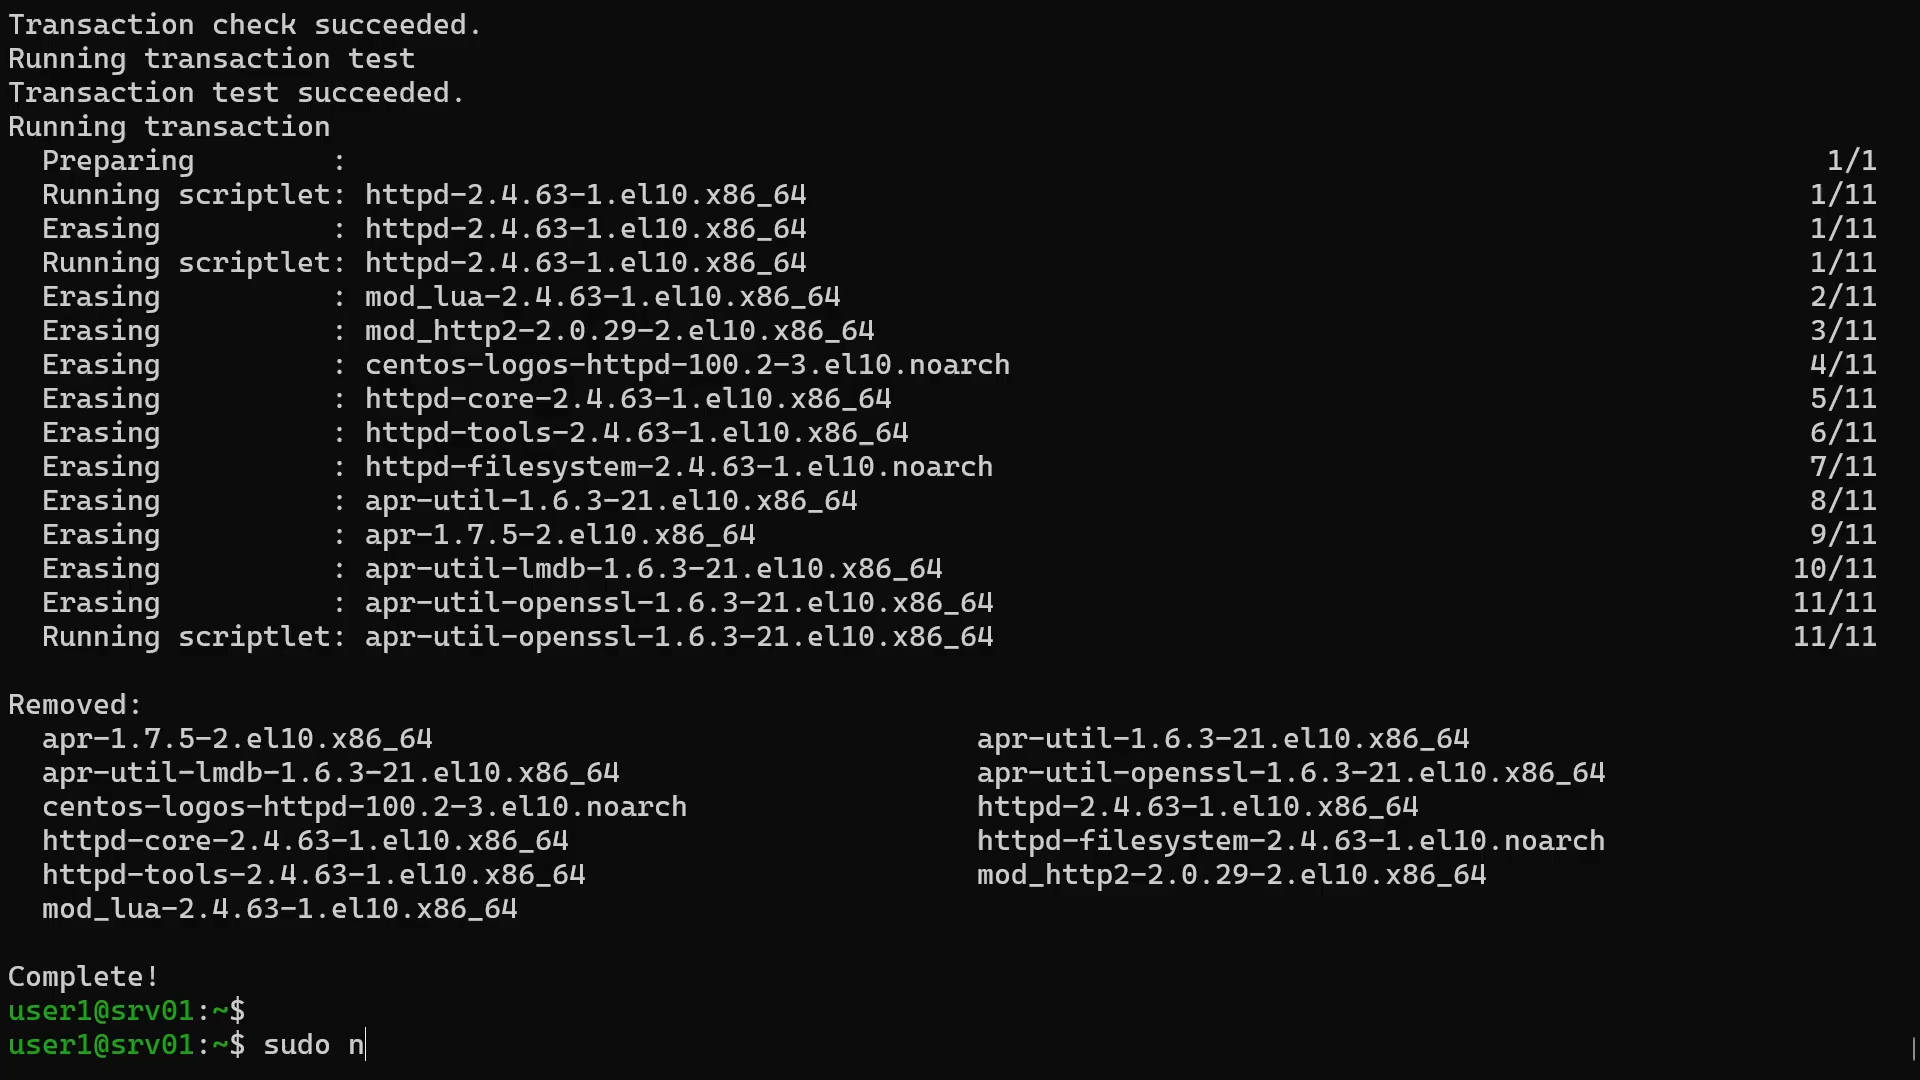 Transaction check succeeded.
Running transaction test
Transaction test succeeded.
Running transaction
  Preparing        :                                                                                       1/1
  Running scriptlet: httpd-2.4.63-1.el10.x86_64                                                           1/11
  Erasing          : httpd-2.4.63-1.el10.x86_64                                                           1/11
  Running scriptlet: httpd-2.4.63-1.el10.x86_64                                                           1/11
  Erasing          : mod_lua-2.4.63-1.el10.x86_64                                                         2/11
  Erasing          : mod_http2-2.0.29-2.el10.x86_64                                                       3/11
  Erasing          : centos-logos-httpd-100.2-3.el10.noarch                                               4/11
  Erasing          : httpd-core-2.4.63-1.el10.x86_64                                                      5/11
  Erasing          : httpd-tools-2.4.63-1.el10.x86_64                                                     6/11
  Erasing          : httpd-filesystem-2.4.63-1.el10.noarch                                                7/11
  Erasing          : apr-util-1.6.3-21.el10.x86_64                                                        8/11
  Erasing          : apr-1.7.5-2.el10.x86_64                                                              9/11
  Erasing          : apr-util-lmdb-1.6.3-21.el10.x86_64                                                  10/11
  Erasing          : apr-util-openssl-1.6.3-21.el10.x86_64                                               11/11
  Running scriptlet: apr-util-openssl-1.6.3-21.el10.x86_64                                               11/11

Removed:
  apr-1.7.5-2.el10.x86_64                                apr-util-1.6.3-21.el10.x86_64
  apr-util-lmdb-1.6.3-21.el10.x86_64                     apr-util-openssl-1.6.3-21.el10.x86_64
  centos-logos-httpd-100.2-3.el10.noarch                 httpd-2.4.63-1.el10.x86_64
  httpd-core-2.4.63-1.el10.x86_64                        httpd-filesystem-2.4.63-1.el10.noarch
  httpd-tools-2.4.63-1.el10.x86_64                       mod_http2-2.0.29-2.el10.x86_64
  mod_lua-2.4.63-1.el10.x86_64

Complete!
user1@srv01:~$
user1@srv01:~$ sudo n